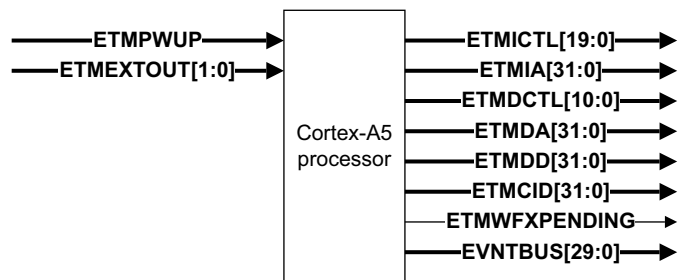 ETMPWUP
ETMEXTOUT[1:0]
Cortex-A5
processor
ETMICTL[19:0]
ETMIA[31:0]
ETMDCTL[10:0]
ETMDA[31:0]
ETMDD[31:0]
ETMCID[31:0]
ETMWFXPENDING
EVNTBUS[29:0]